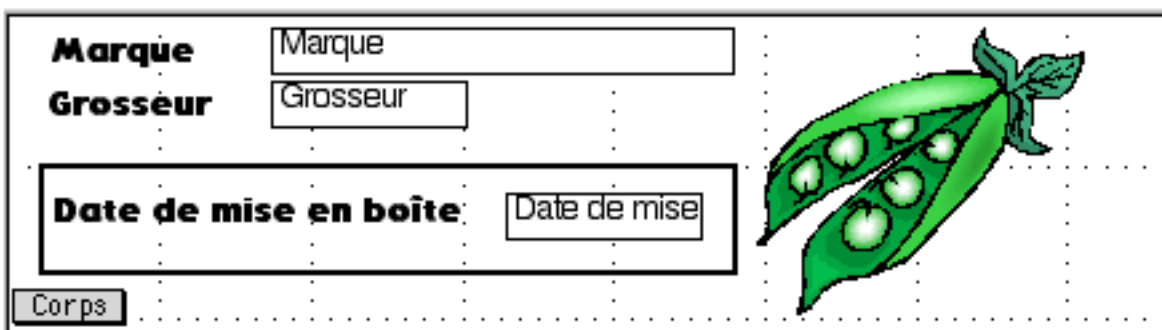 Marque Marque
Grosseur Grosseur
Date de mise en boîte Date de mise
Corps